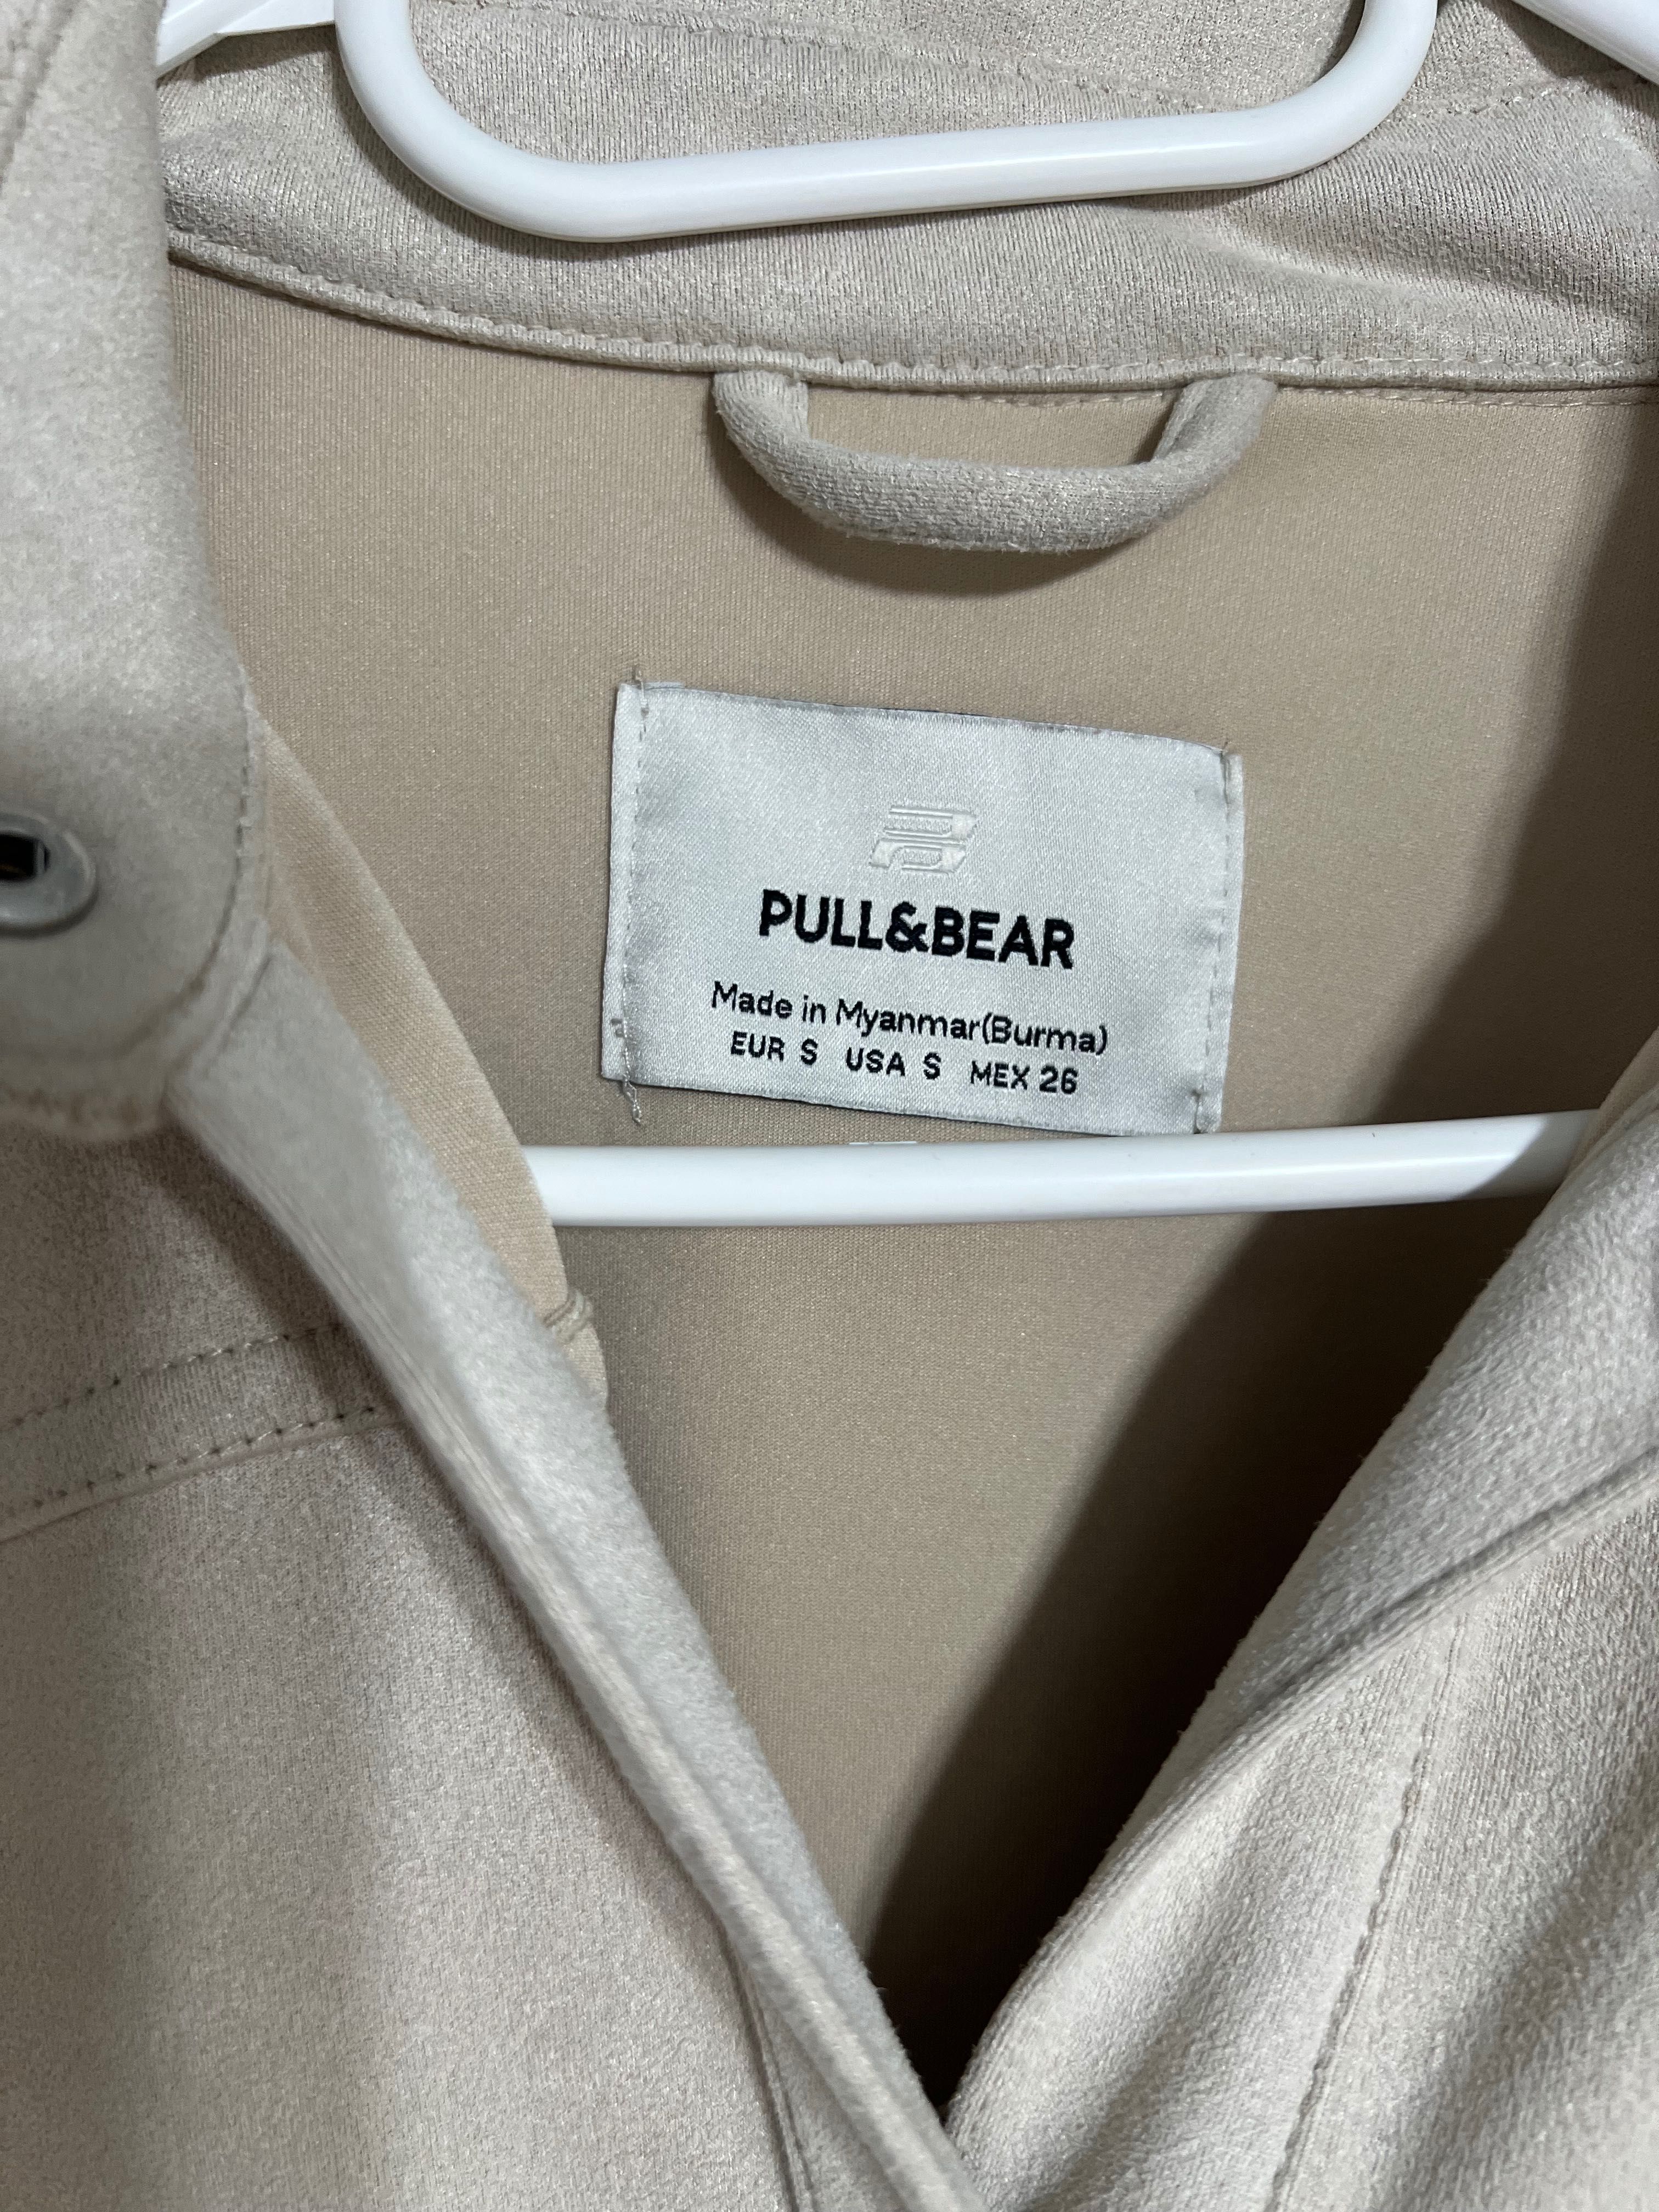 PULL&BEAR
Made in Myanmar(Burma)
EUR S USA S MEX 26